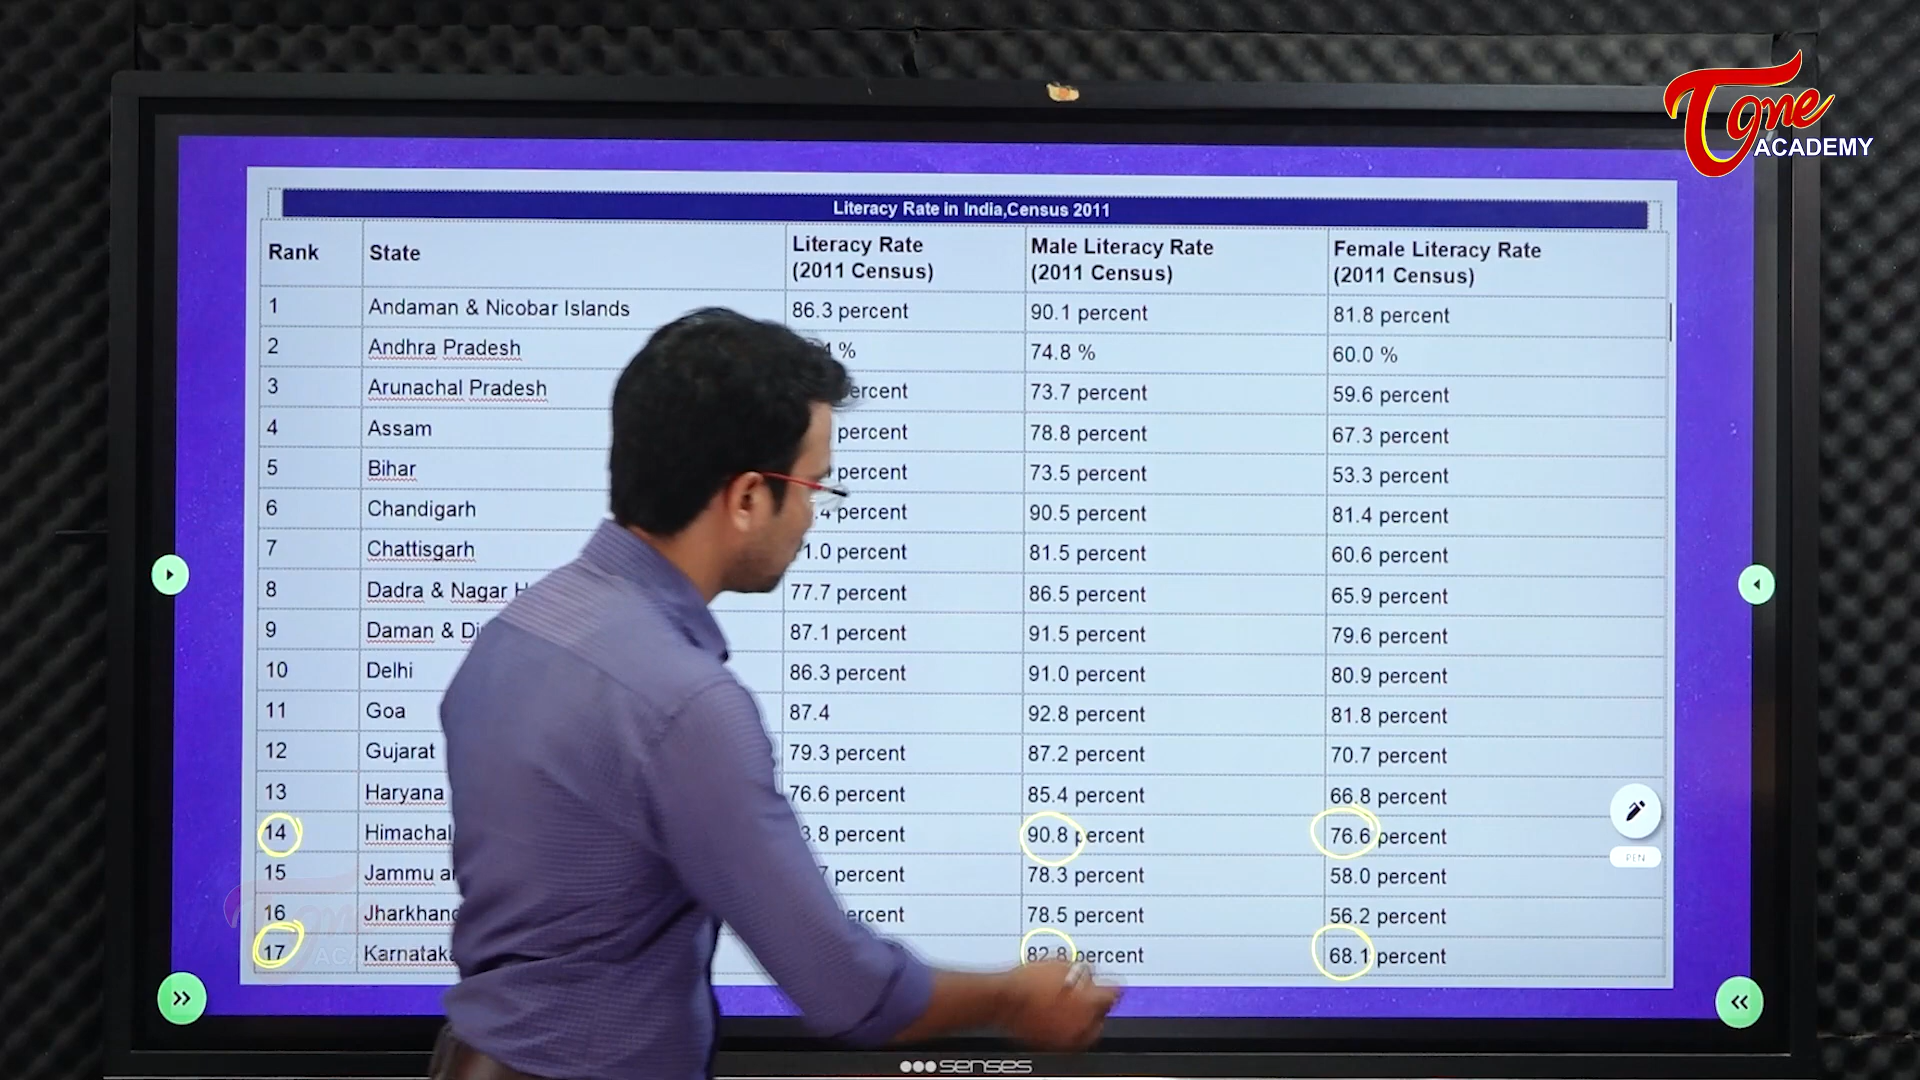 Tone
ACADEMY
Literacy Rate in India,Census 2011
Rank State Literacy Rate (2011 Census) Male Literacy Rate (2011 Census) Female Literacy Rate (2011 Census)
1 Andaman & Nicobar Islands 86.3 percent 90.1 percent 81.8 percent
2 Andhra Pradesh % 74.8 % 60.0 %
3 Arunachal Pradesh 73.7 percent 59.6 percent
4 Assam percent 78.8 percent 67.3 percent
5 Bihar percent 73.5 percent 53.3 percent
6 Chandigarh percent 90.5 percent 81.4 percent
7 Chattisgarh percent 81.5 percent 60.6 percent
8 Dadra & Nagar 77.7 percent 86.5 percent 65.9 percent
9 Daman & 87.1 percent 91.5 percent 79.6 percent
10 Delhi 86.3 percent 91.0 percent 80.9 percent
11 Goa 87.4 92.8 percent 81.8 percent
12 Gujarat 79.3 percent 87.2 percent 70.7 percent
13 Haryana 76.6 percent 85.4 percent 66.8 percent
14 Himachal percent 90.8 percent 76.6 percent
15 Jammu percent 78.3 percent 58.0 percent
16 78.5 percent 56.2 percent
17 Karnataka 82.8 percent 68.1 percent
PEN
senses